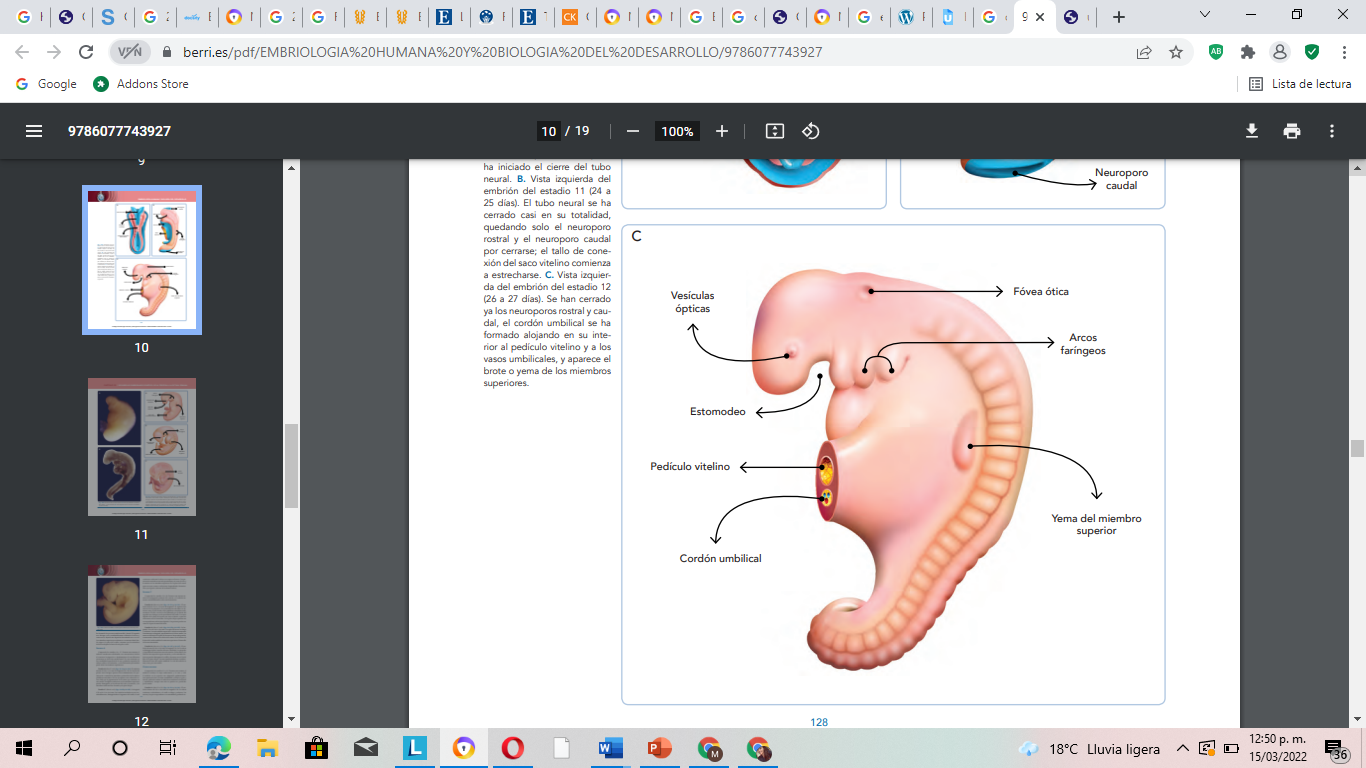 berri.es/pdf/EMBRIOLOGIA%20HUMANA%20Y%20BIOLOGIA%20DEL%20DESARROLLO/9786077743927
Google
Addons Store
Lista de lectura
9786077743927
10 / 19
100%
9
10
11
12
ha iniciado el cierre del tubo
neural. B. Vista izquierda del
embrión del estadio 11 (24 a
25 días). El tubo neural se ha
cerrado casi en su totalidad,
quedando solo el neuroporo
rostral y el neuroporo caudal
por cerrarse; el tallo de cone-
xión del saco vitelino comienza
a estrecharse. C. Vista izquier-
da del embrión del estadio 12
(26 a 27 días). Se han cerrado
ya los neuroporos rostral y cau-
dal, el cordón umbilical se ha
formado alojando en su inte-
rior al pedículo vitelino y a los
vasos umbilicales, y aparece el
brote o yema de los miembros
superiores.
Neuroporo
caudal
C
Vesículas
ópticas
Fóvea ótica
Arcos
faríngeos
Estomodeo
Pedículo vitelino
Yema del miembro
superior
Cordón umbilical
128
18°C Lluvia ligera
12:50 p. m.
15/03/2022
36